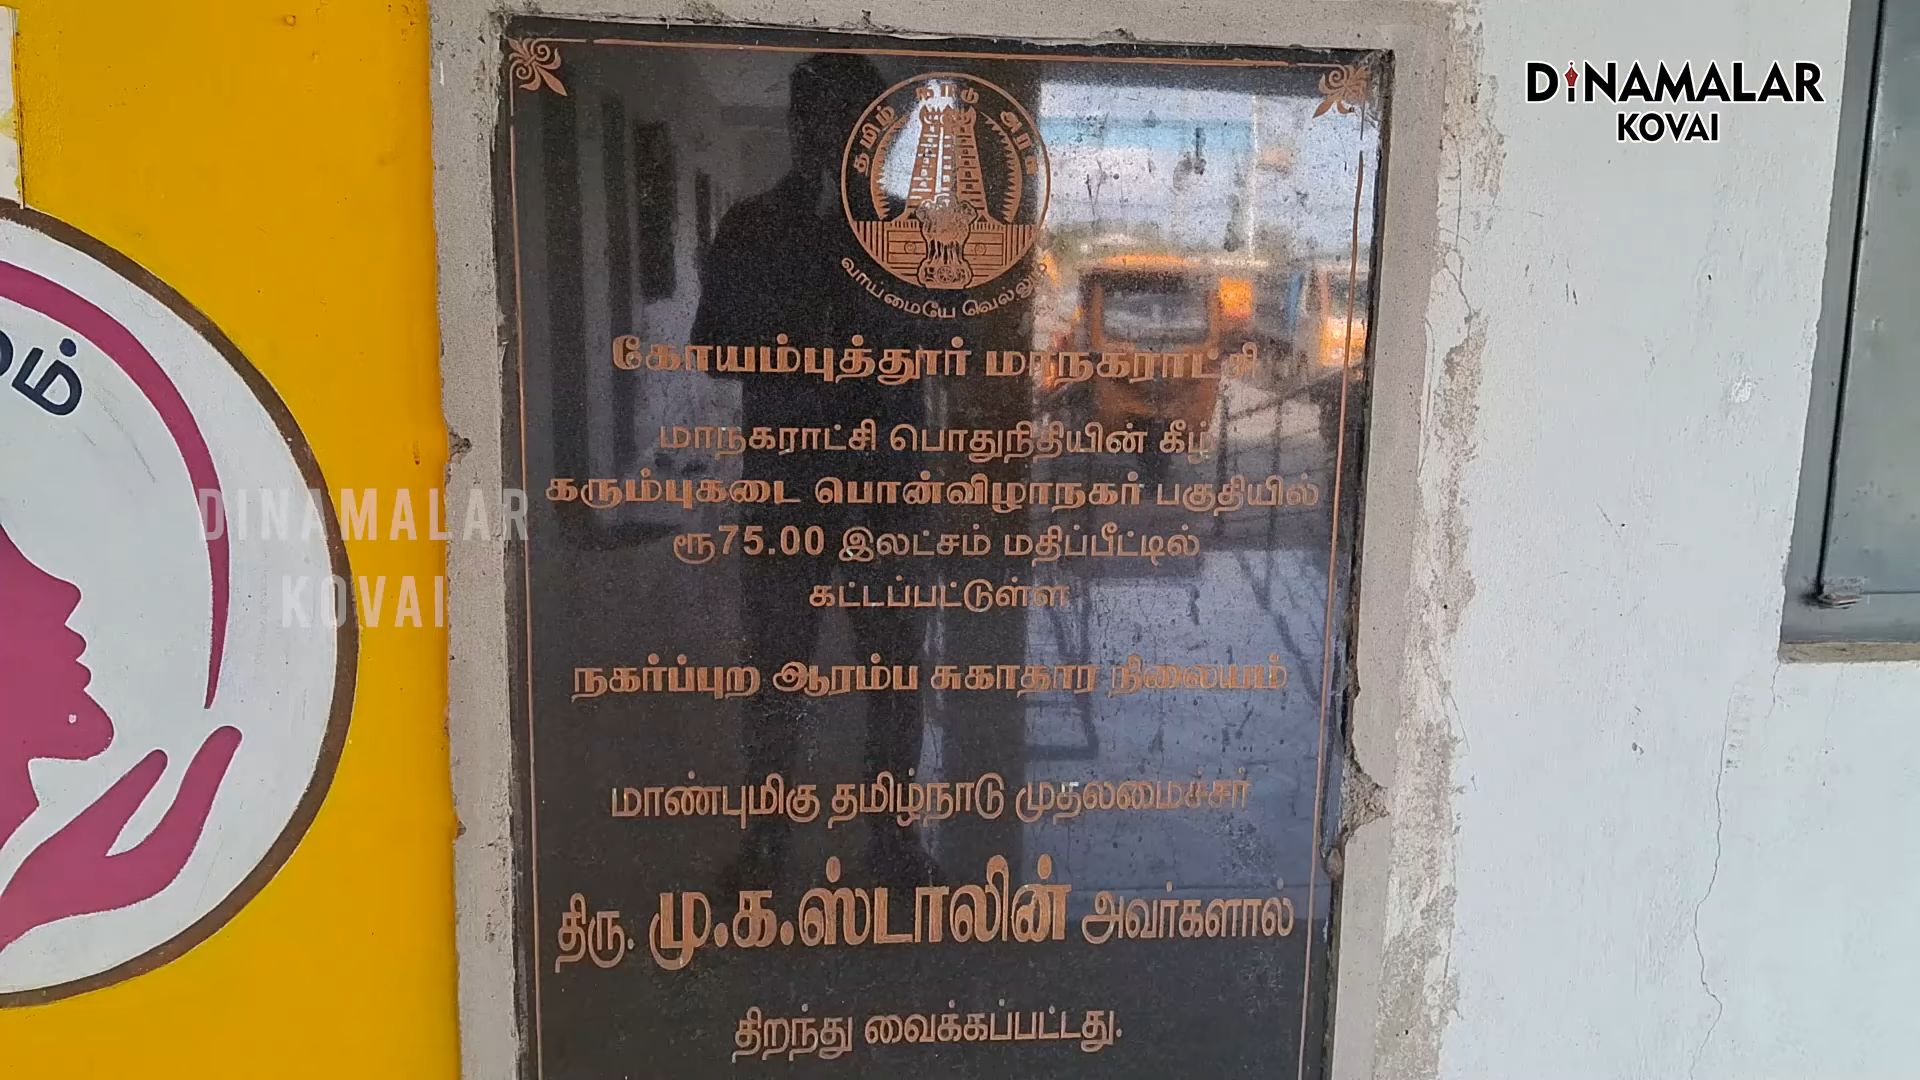 DINAMALAR
KOVAI
தமிழ் நாடு அரசு
வாய்மையே வெல்லும்
கோயம்புத்தூர் மாநகராட்சி
மாநகராட்சி பொதுநிதியின் கீழ்
கரும்புகடை பொன்விழாநகர் பகுதியில்
ரூ75.00 இலட்சம் மதிப்பீட்டில்
கட்டப்பட்டுள்ள
நகர்ப்புற ஆரம்ப சுகாதார நிலையம்
மாண்புமிகு தமிழ்நாடு முதலமைச்சர்
திரு. மு.க.ஸ்டாலின் அவர்களால்
திறந்து வைக்கப்பட்டது.
DINAMALAR
KOVAI